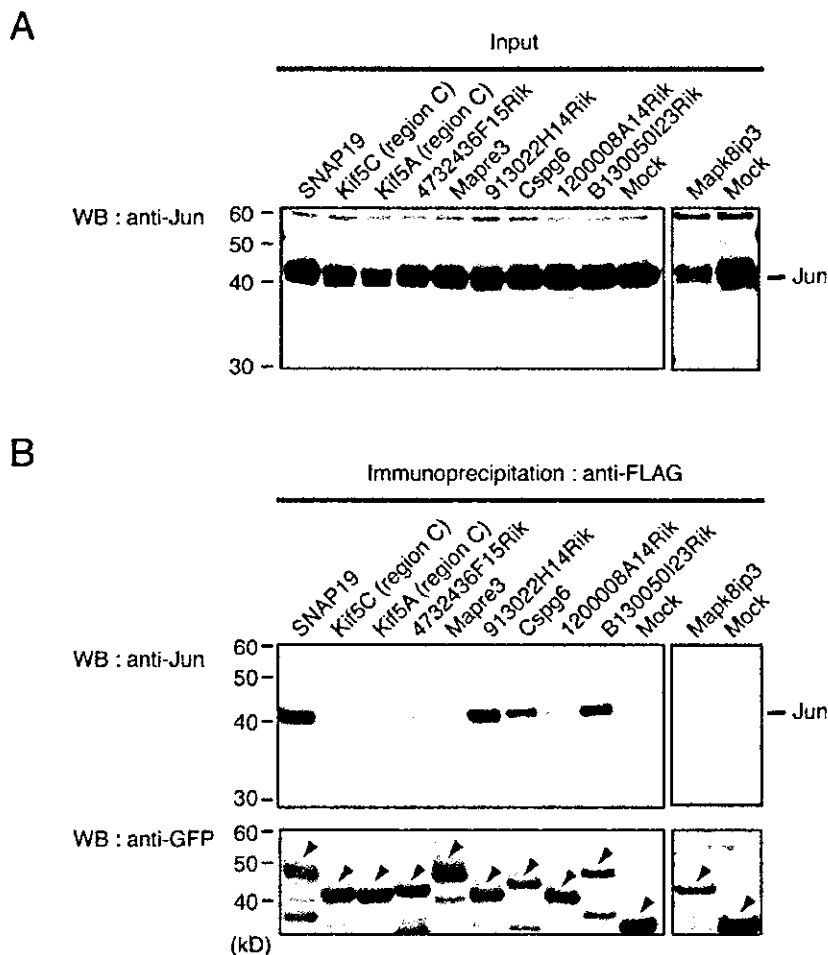 A
Input
SNAP19
Kif5C (region C)
Kif5A (region C)
4732436F15Rik
Mapre3
913022H14Rik
Cspg6
1200008A14Rik
B130050I23Rik
Mock
Mapk8ip3
Mock
WB : anti-Jun
60
50
40
30
Jun
B
Immunoprecipitation : anti-FLAG
SNAP19
Kif5C (region C)
Kif5A (region C)
4732436F15Rik
Mapre3
913022H14Rik
Cspg6
1200008A14Rik
B130050I23Rik
Mock
Mapk8ip3
Mock
WB : anti-Jun
60
50
40
30
Jun
WB : anti-GFP
60
50
40
(kD)